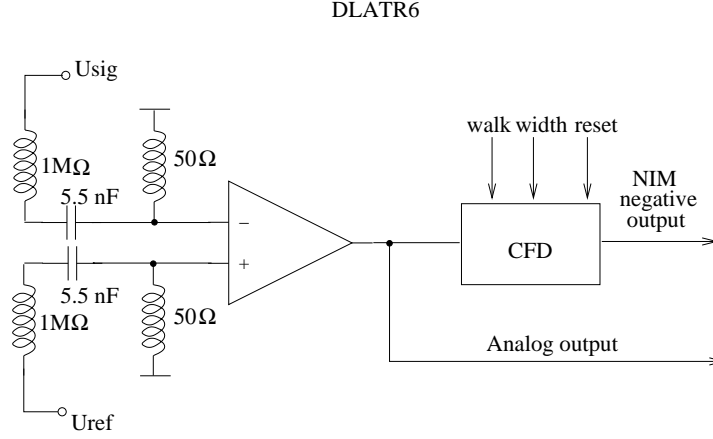 DLATR6
Usig
walk width reset
50Ω
1MΩ
5.5 nF
NIM
negative
output
−
CFD
+
5.5 nF
1MΩ
50Ω
Analog output
Uref